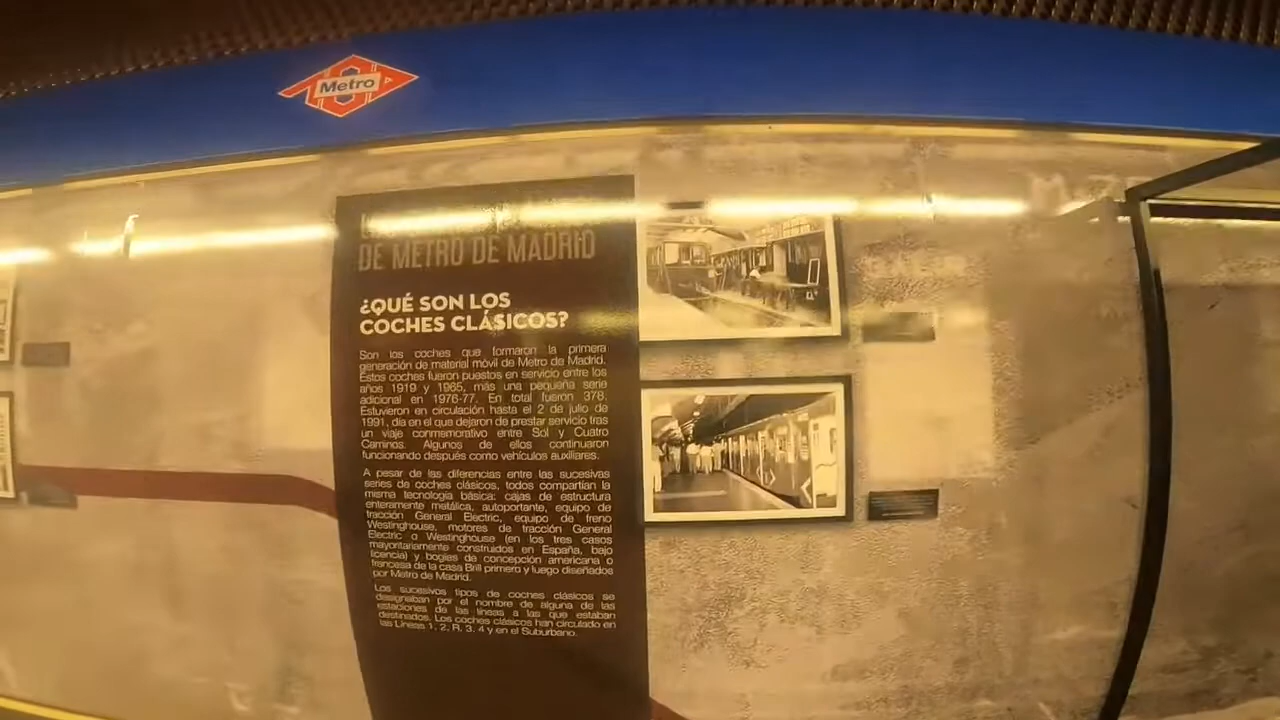 Metro
DE METRO DE MADRID
¿QUÉ SON LOS
COCHES CLÁSICOS?
Son los coches que formaron la primera
generación de material móvil de Metro de Madrid.
Estos coches fueron puestos en servicio entre los
años 1919 y 1965, más una pequeña serie
adicional en 1976-77. En total fueron 378.
Estuvieron en circulación hasta el 2 de julio de
1991, día en el que dejaron de prestar servicio tras
un viaje conmemorativo entre Sol y Cuatro
Caminos. Algunos de ellos continuaron
funcionando después como vehículos auxiliares.
A pesar de las diferencias entre las sucesivas
series de coches clásicos, todos compartían la
misma tecnología básica: cajas de estructura
enteramente metálica, autoportante, equipo de
tracción General Electric, equipo de freno
Westinghouse, motores de tracción General
Electric o Westinghouse (en los tres casos
mayoritariamente construidos en España, bajo
licencia) y bogies de concepción americana o
francesa de la casa Brill primero y luego diseñados
por Metro de Madrid.
Los sucesivos tipos de coches clásicos se
designaban por el nombre de alguna de las
estaciones de las líneas a las que estaban
destinados. Los coches clásicos han circulado en
las Líneas 1, 2, R, 3, 4 y en el Suburbano.